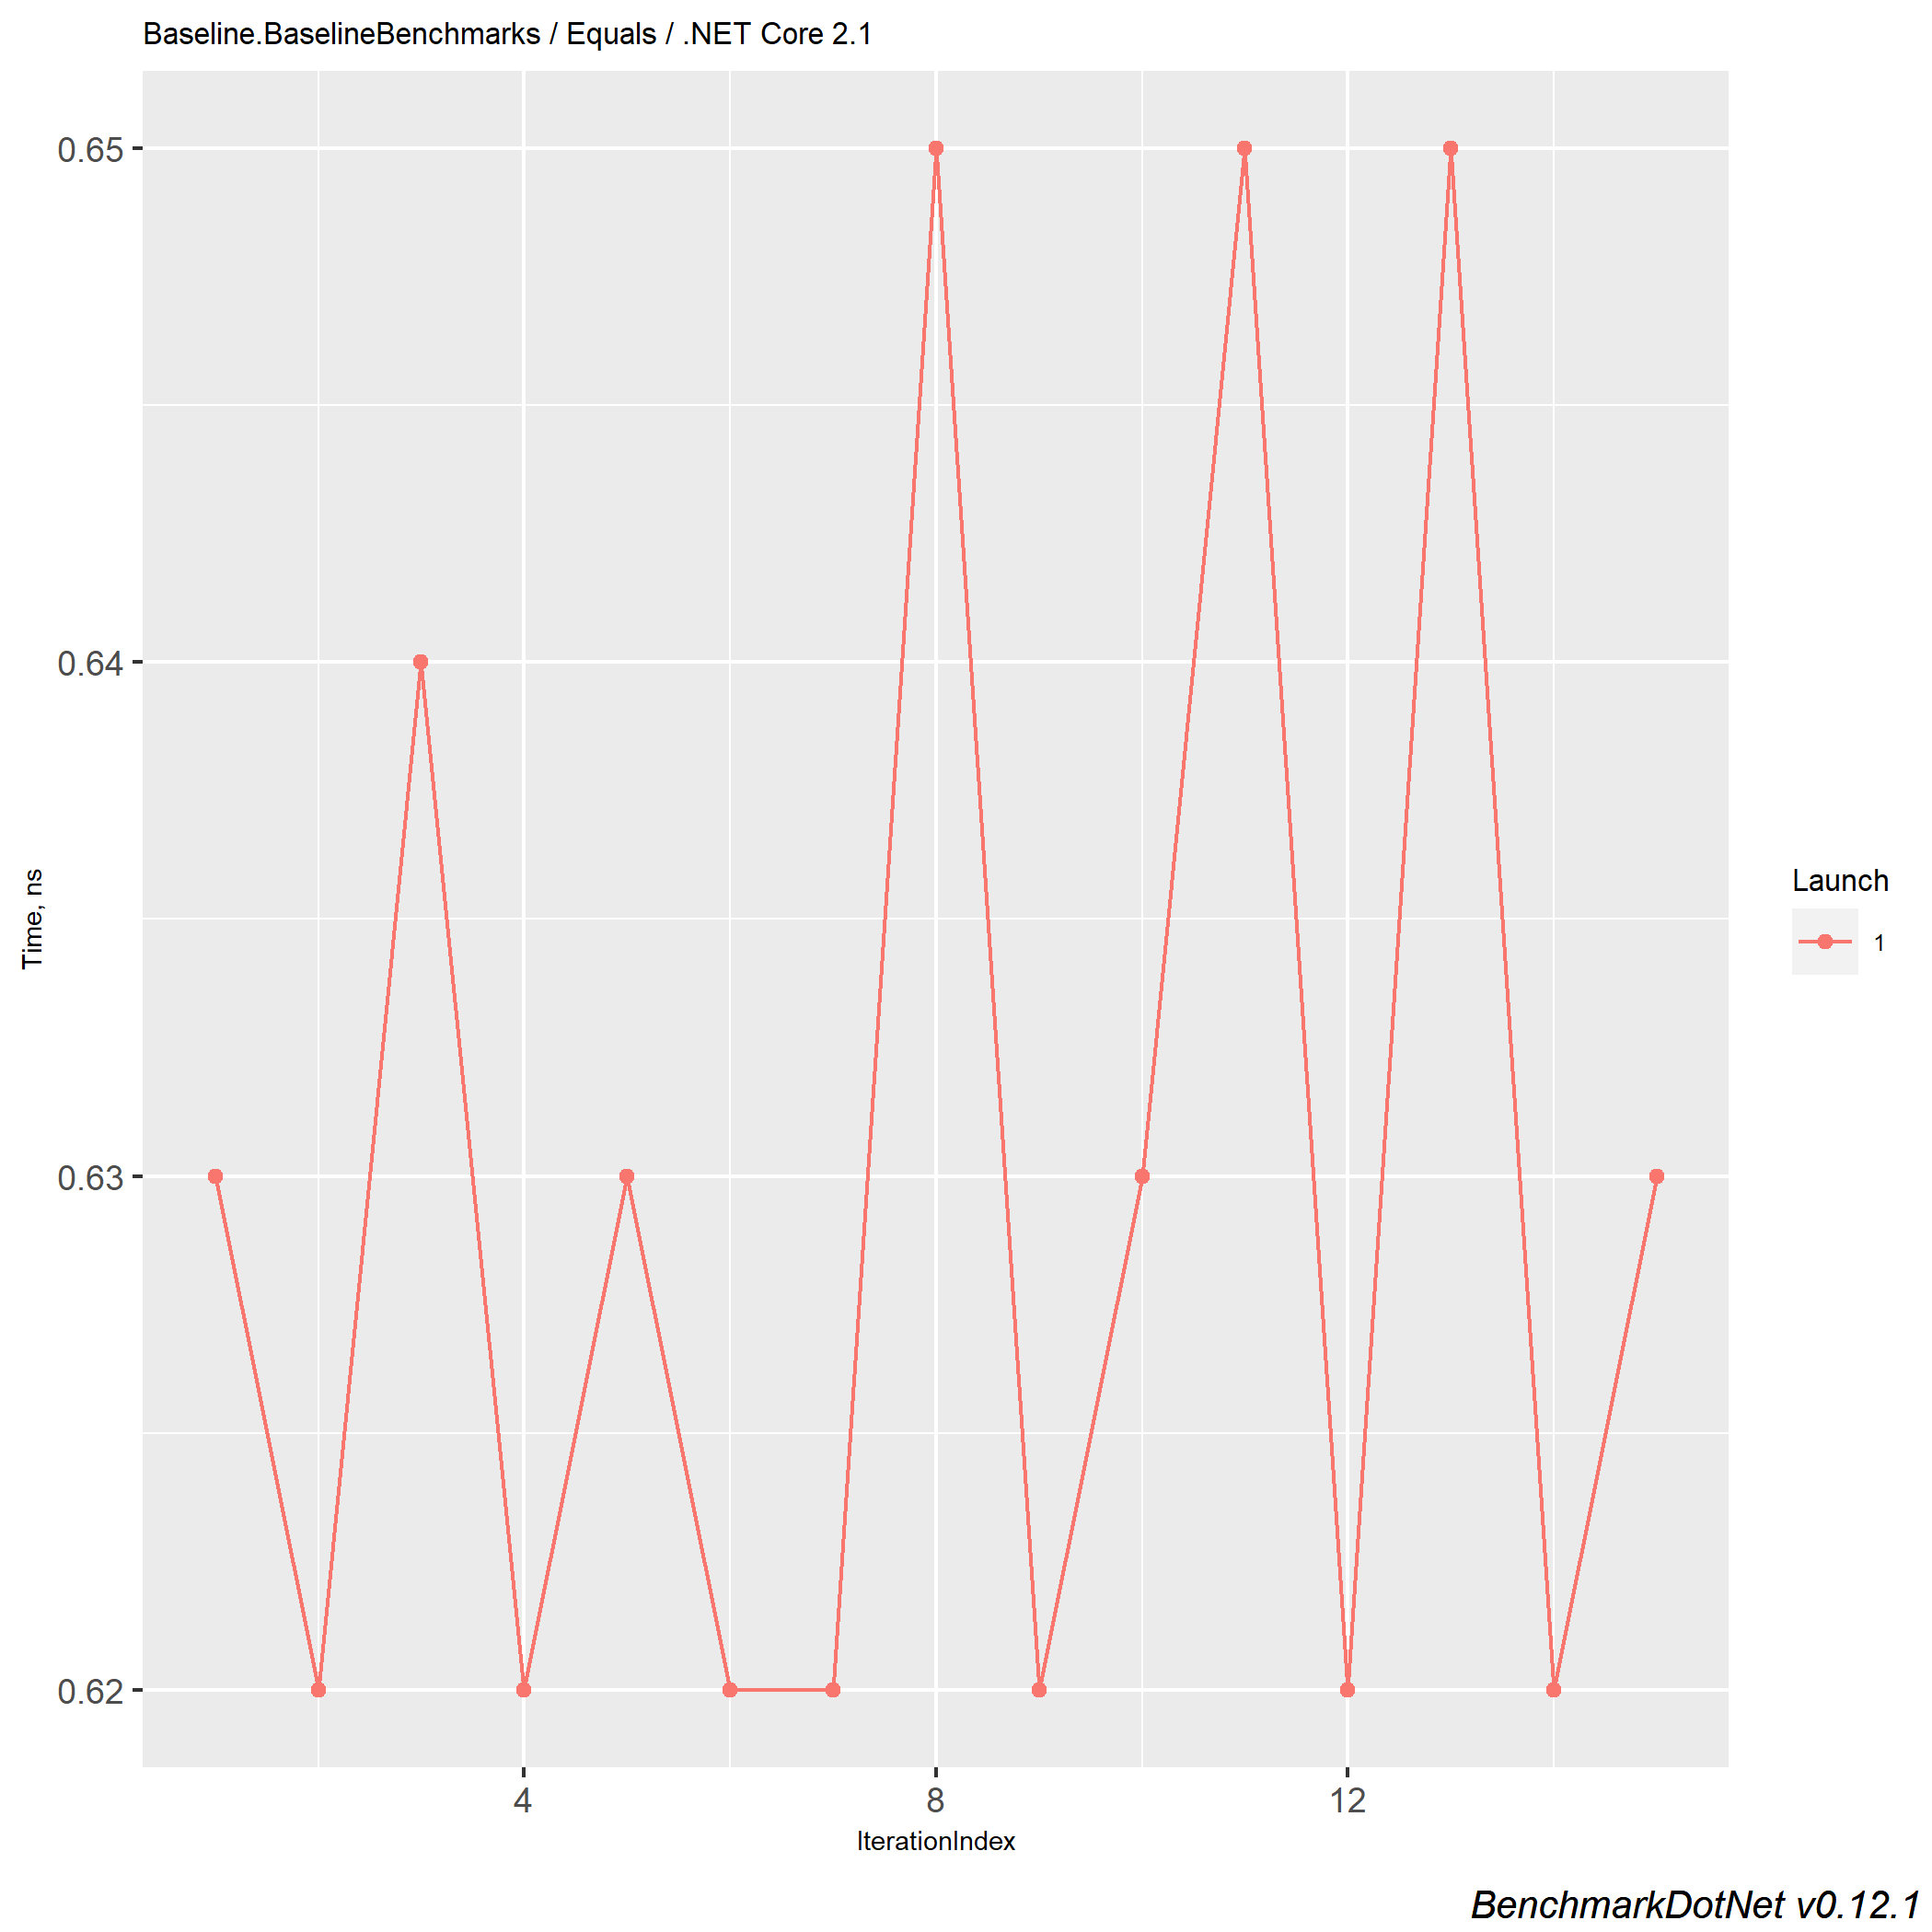 Baseline.BaselineBenchmarks / Equals / .NET Core 2.1
0.65
0.64
0.63
0.62
Time, ns
4
8
12
IterationIndex
Launch
1
BenchmarkDotNet v0.12.1